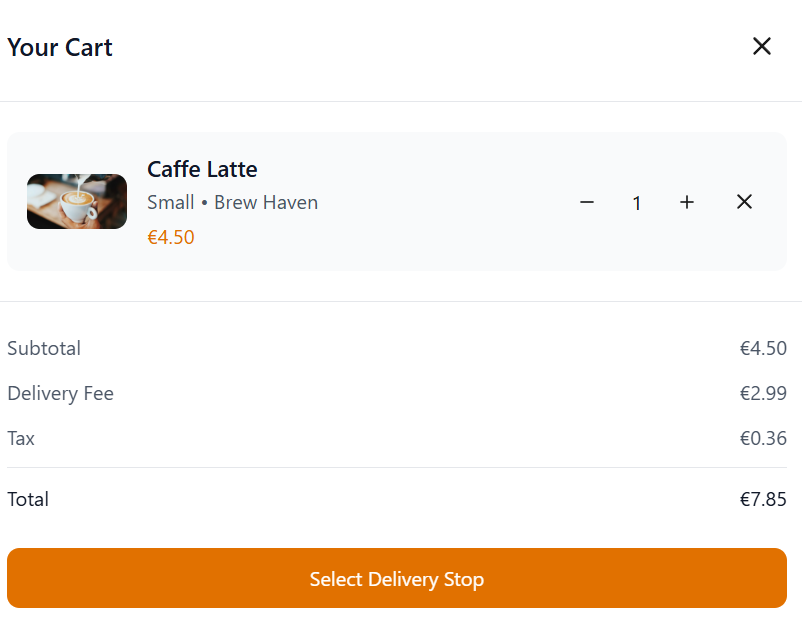 Your Cart
Caffe Latte
Small • Brew Haven
€4.50
1
Subtotal €4.50
Delivery Fee €2.99
Tax €0.36
Total €7.85
Select Delivery Stop